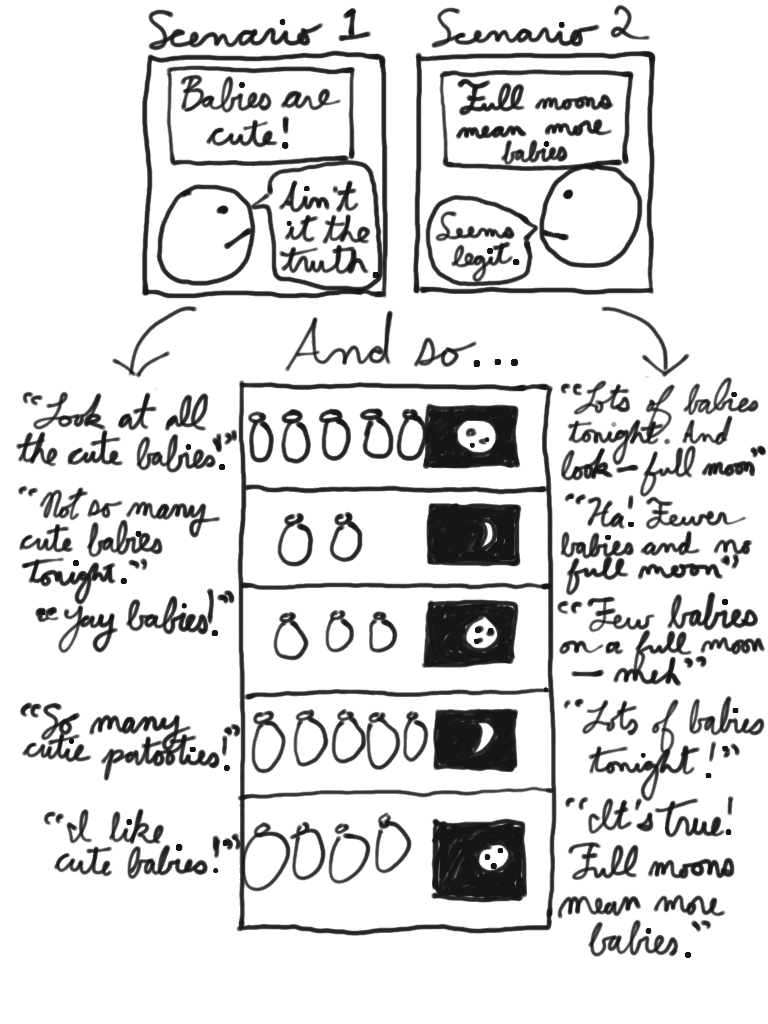 Scenario 1
Babies are
cute!
Ain't
it the
truth.
Scenario 2
Full moons
mean more
babies
Seems
legit.
And so...
"Look at all
the cute babies."
"Not so many
cute babies
tonight."
"Yay babies!"
"So many
cutie patooties!"
"I like
cute babies!"
"Lots of babies
tonight. And
look — full moon"
"Ha! Fewer
babies and no
full moon"
"Few babies
on a full moon
— meh"
"Lots of babies
tonight!"
"It's true!
Full moons
mean more
babies."